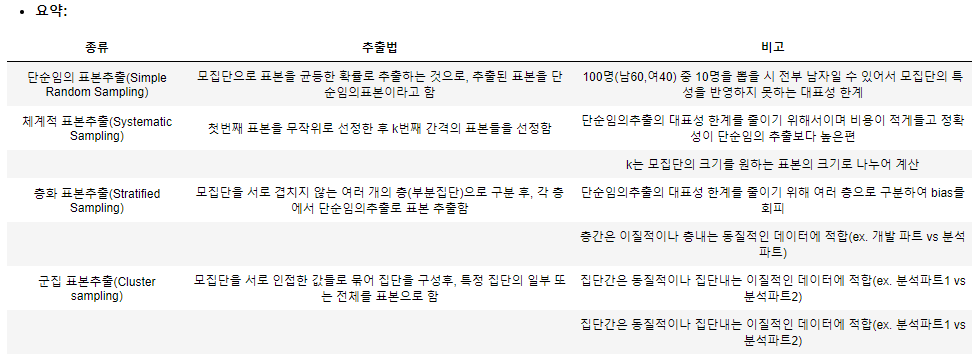 • 요약:
종류 추출법 비고
단순임의 표본추출(Simple Random Sampling) 모집단으로 표본을 균등한 확률로 추출하는 것으로, 추출된 표본을 단순임의표본이라고 함 100명(남60,여40) 중 10명을 뽑을 시 전부 남자일 수 있어서 모집단의 특성을 반영하지 못하는 대표성 한계
체계적 표본추출(Systematic Sampling) 첫번째 표본을 무작위로 선정한 후 k번째 간격의 표본들을 선정함 단순임의추출의 대표성 한계를 줄이기 위해서이며 비용이 적게들고 정확성이 단순임의 추출보다 높은편
k는 모집단의 크기를 원하는 표본의 크기로 나누어 계산
층화 표본추출(Stratified Sampling) 모집단을 서로 겹치지 않는 여러 개의 층(부분집단)으로 구분 후, 각 층에서 단순임의추출로 표본 추출함 단순임의추출의 대표성 한계를 줄이기 위해 여러 층으로 구분하여 bias를 회피
층간은 이질적이나 층내는 동질적인 데이터에 적합(ex. 개발 파트 vs 분석파트)
군집 표본추출(Cluster sampling) 모집단을 서로 인접한 값들로 묶어 집단을 구성후, 특정 집단의 일부 또는 전체를 표본으로 함 집단간은 동질적이나 집단내는 이질적인 데이터에 적합(ex. 분석파트1 vs 분석파트2)
집단간은 동질적이나 집단내는 이질적인 데이터에 적합(ex. 분석파트1 vs 분석파트2)